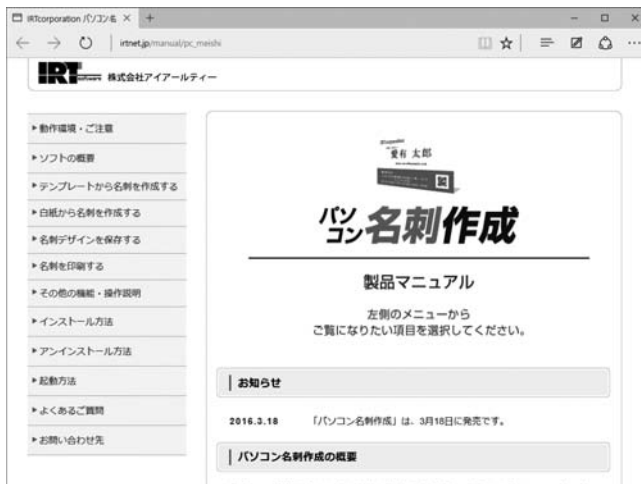 IRTcorporation パソコン名
irtnet.jp/manual/pc_meishi
IRT software 株式会社アイアールティー
▶動作環境・ご注意
▶ソフトの概要
▶テンプレートから名刺を作成する
▶白紙から名刺を作成する
▶名刺デザインを保存する
▶名刺を印刷する
▶その他の機能・操作説明
▶インストール方法
▶アンインストール方法
▶起動方法
▶よくあるご質問
▶お問い合わせ先
愛有 太郎
パソコン名刺作成
製品マニュアル
左側のメニューから
ご覧になりたい項目を選択してください。
お知らせ
2016.3.18 「パソコン名刺作成」は、3月18日に発売です。
パソコン名刺作成の概要